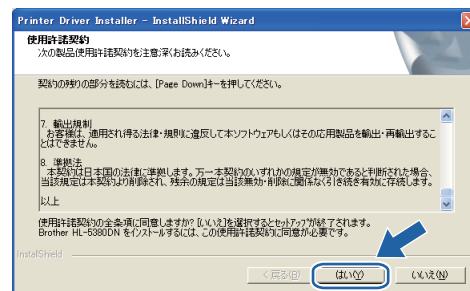 Printer Driver Installer - InstallShield Wizard
使用許諾契約
次の製品使用許諾契約を注意深くお読みください。
契約の残りの部分を読むには、[Page Down]キーを押してください。
7. 輸出規制
お客様は、適用され得る法律・規則に違反して本ソフトウェアもしくはその応用製品を輸出・再輸出するこ
とはできません。
8. 準拠法
本契約は日本国の法律に準拠します。万一本契約のいずれかの規定が無効であると判断された場合、
当該規定は本契約より削除され、残余の規定は当該無効・削除に関係なく引き続き有効に存続します。
以上
使用許諾契約の全条項に同意しますか? [いいえ]を選択するとセットアップが終了されます。
Brother HL-5380DN をインストールするには、この使用許諾契約に同意が必要です。
InstallShield
< 戻る(B)
はい(Y)
いいえ(N)